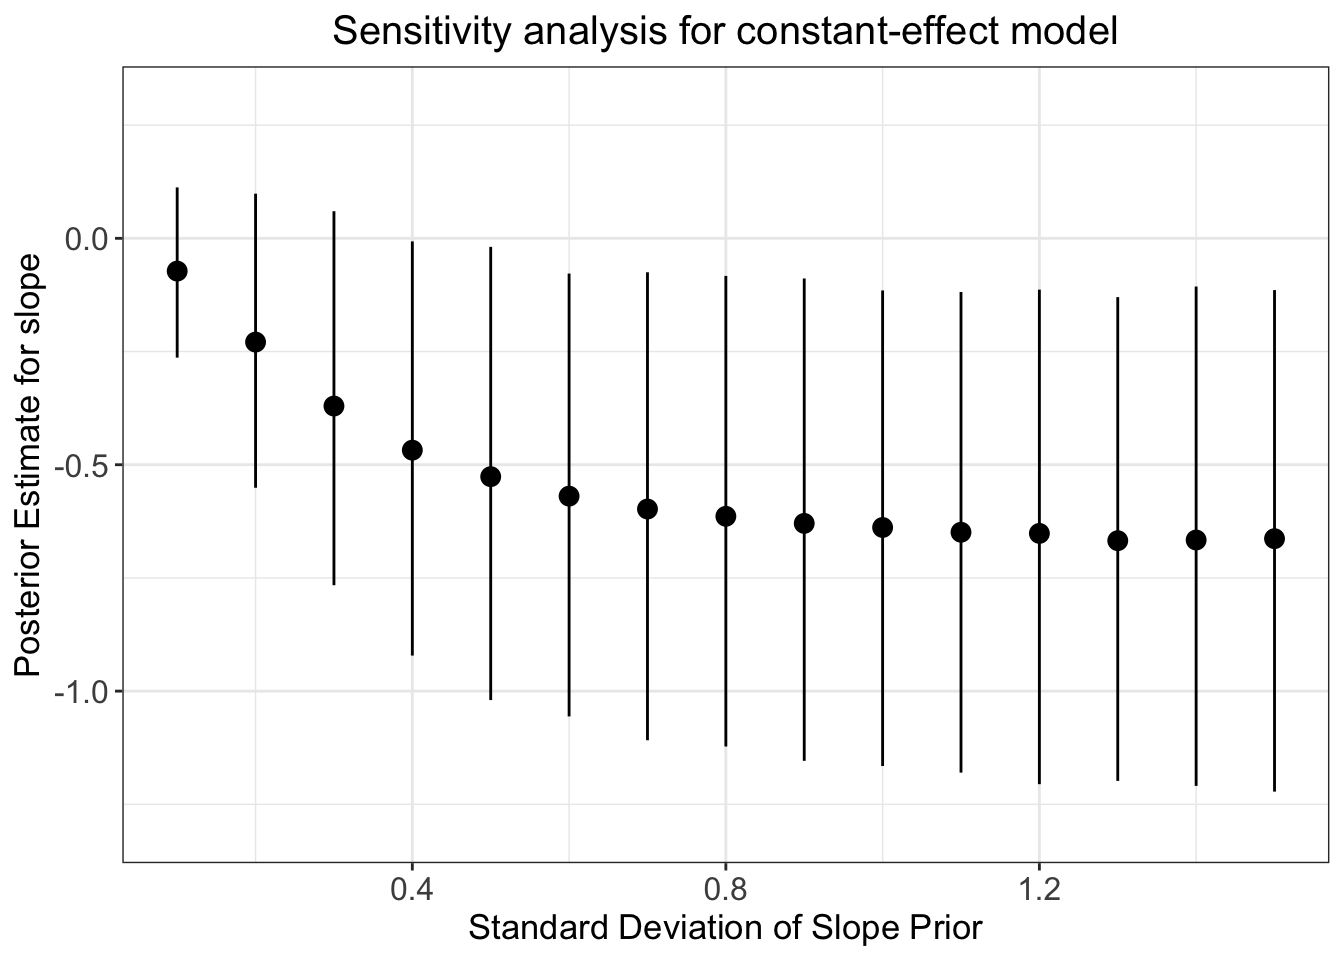 Sensitivity analysis for constant-effect model
Posterior Estimate for slope
0.0
-0.5
-1.0
0.4
0.8
1.2
Standard Deviation of Slope Prior